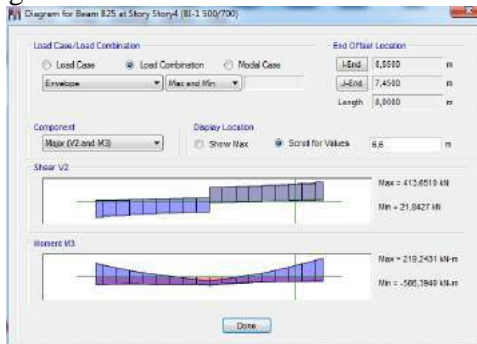 Diagram for Beam B25 at Story Story4 (BI-1 500/700)
Load Case/Load Combination
End Offset Location
Load Case
Load Combination
Modal Case
I-End 0,5500 m
Envelope
Max and Min
J-End 7,4500 m
Length 8,0000 m
Component
Display Location
Major (V2 and M3)
Show Max
Scroll for Values
6,6 m
Shear V2
Max = 413,6510 kN
Min = 21,8427 kN
Moment M3
Max = 219,2431 kN-m
Min = -506,3940 kN-m
Done